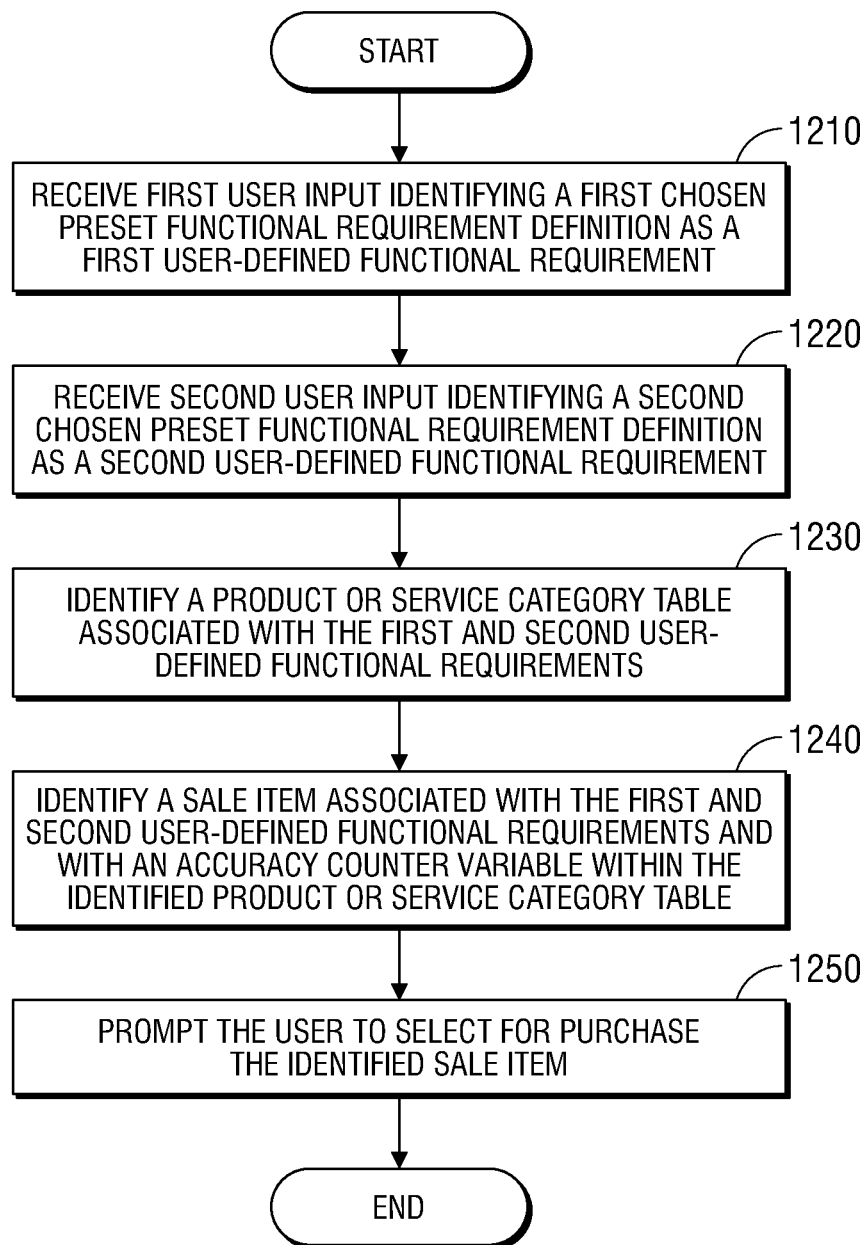 START
1210
RECEIVE FIRST USER INPUT IDENTIFYING A FIRST CHOSEN
PRESET FUNCTIONAL REQUIREMENT DEFINITION AS A
FIRST USER-DEFINED FUNCTIONAL REQUIREMENT
1220
RECEIVE SECOND USER INPUT IDENTIFYING A SECOND
CHOSEN PRESET FUNCTIONAL REQUIREMENT DEFINITION
AS A SECOND USER-DEFINED FUNCTIONAL REQUIREMENT
1230
IDENTIFY A PRODUCT OR SERVICE CATEGORY TABLE
ASSOCIATED WITH THE FIRST AND SECOND USER-
DEFINED FUNCTIONAL REQUIREMENTS
1240
IDENTIFY A SALE ITEM ASSOCIATED WITH THE FIRST AND
SECOND USER-DEFINED FUNCTIONAL REQUIREMENTS AND
WITH AN ACCURACY COUNTER VARIABLE WITHIN THE
IDENTIFIED PRODUCT OR SERVICE CATEGORY TABLE
1250
PROMPT THE USER TO SELECT FOR PURCHASE
THE IDENTIFIED SALE ITEM
END